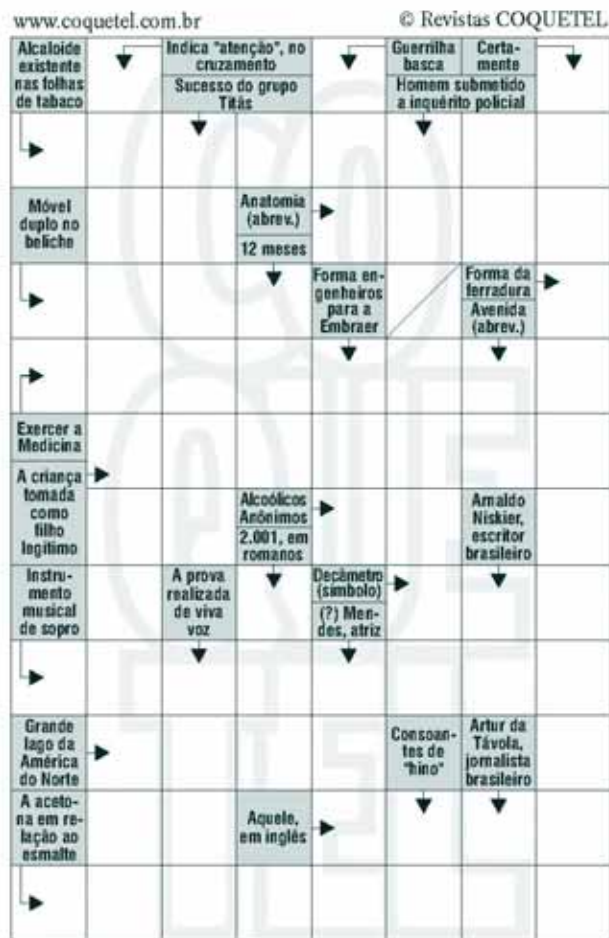 www.coquetel.com.br
© Revistas COQUETEL
Alcaloide
existente
nas folhas
de tabaco
Indica "atenção", no
cruzamento
Sucesso do grupo
Titãs
Guerrilha
basca
Certa-
mente
Homem submetido
a inquérito policial
Móvel
duplo no
beliche
Anatomia
(abrev.)
12 meses
Forma en-
genheiros
para a
Embraer
Forma da
ferradura
Avenida
(abrev.)
Exercer a
Medicina
A criança
tomada
como
filho
legítimo
Alcoólicos
Anônimos
2.001, em
romanos
Arnaldo
Niskier,
escritor
brasileiro
Instru-
mento
musical
de sopro
A prova
realizada
de viva
voz
Decâmetro
(símbolo)
(?) Men-
des, atriz
Grande
lago da
América
do Norte
Consoan-
tes de
"hino"
Artur da
Távola,
jornalista
brasileiro
A aceto-
na em re-
lação ao
esmalte
Aquele,
em inglês
COQUETEL